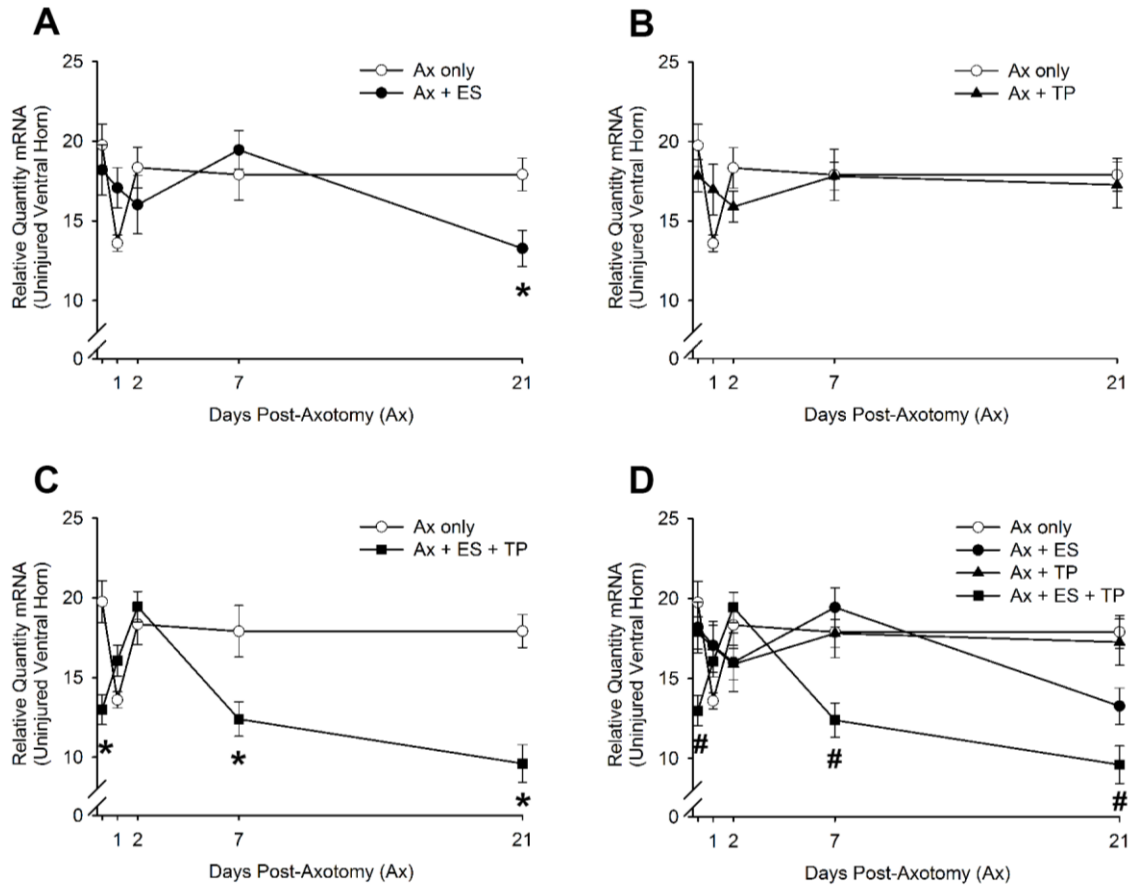 A
25
20
15
10
0
Relative Quantity mRNA
(Uninjured Ventral Horn)
Ax only
Ax + ES
*
1 2 7 21
Days Post-Axotomy (Ax)
B
25
20
15
10
0
Relative Quantity mRNA
(Uninjured Ventral Horn)
Ax only
Ax + TP
1 2 7 21
Days Post-Axotomy (Ax)
C
25
20
15
10
0
Relative Quantity mRNA
(Uninjured Ventral Horn)
Ax only
Ax + ES + TP
* * *
1 2 7 21
Days Post-Axotomy (Ax)
D
25
20
15
10
0
Relative Quantity mRNA
(Uninjured Ventral Horn)
Ax only
Ax + ES
Ax + TP
Ax + ES + TP
# # #
1 2 7 21
Days Post-Axotomy (Ax)